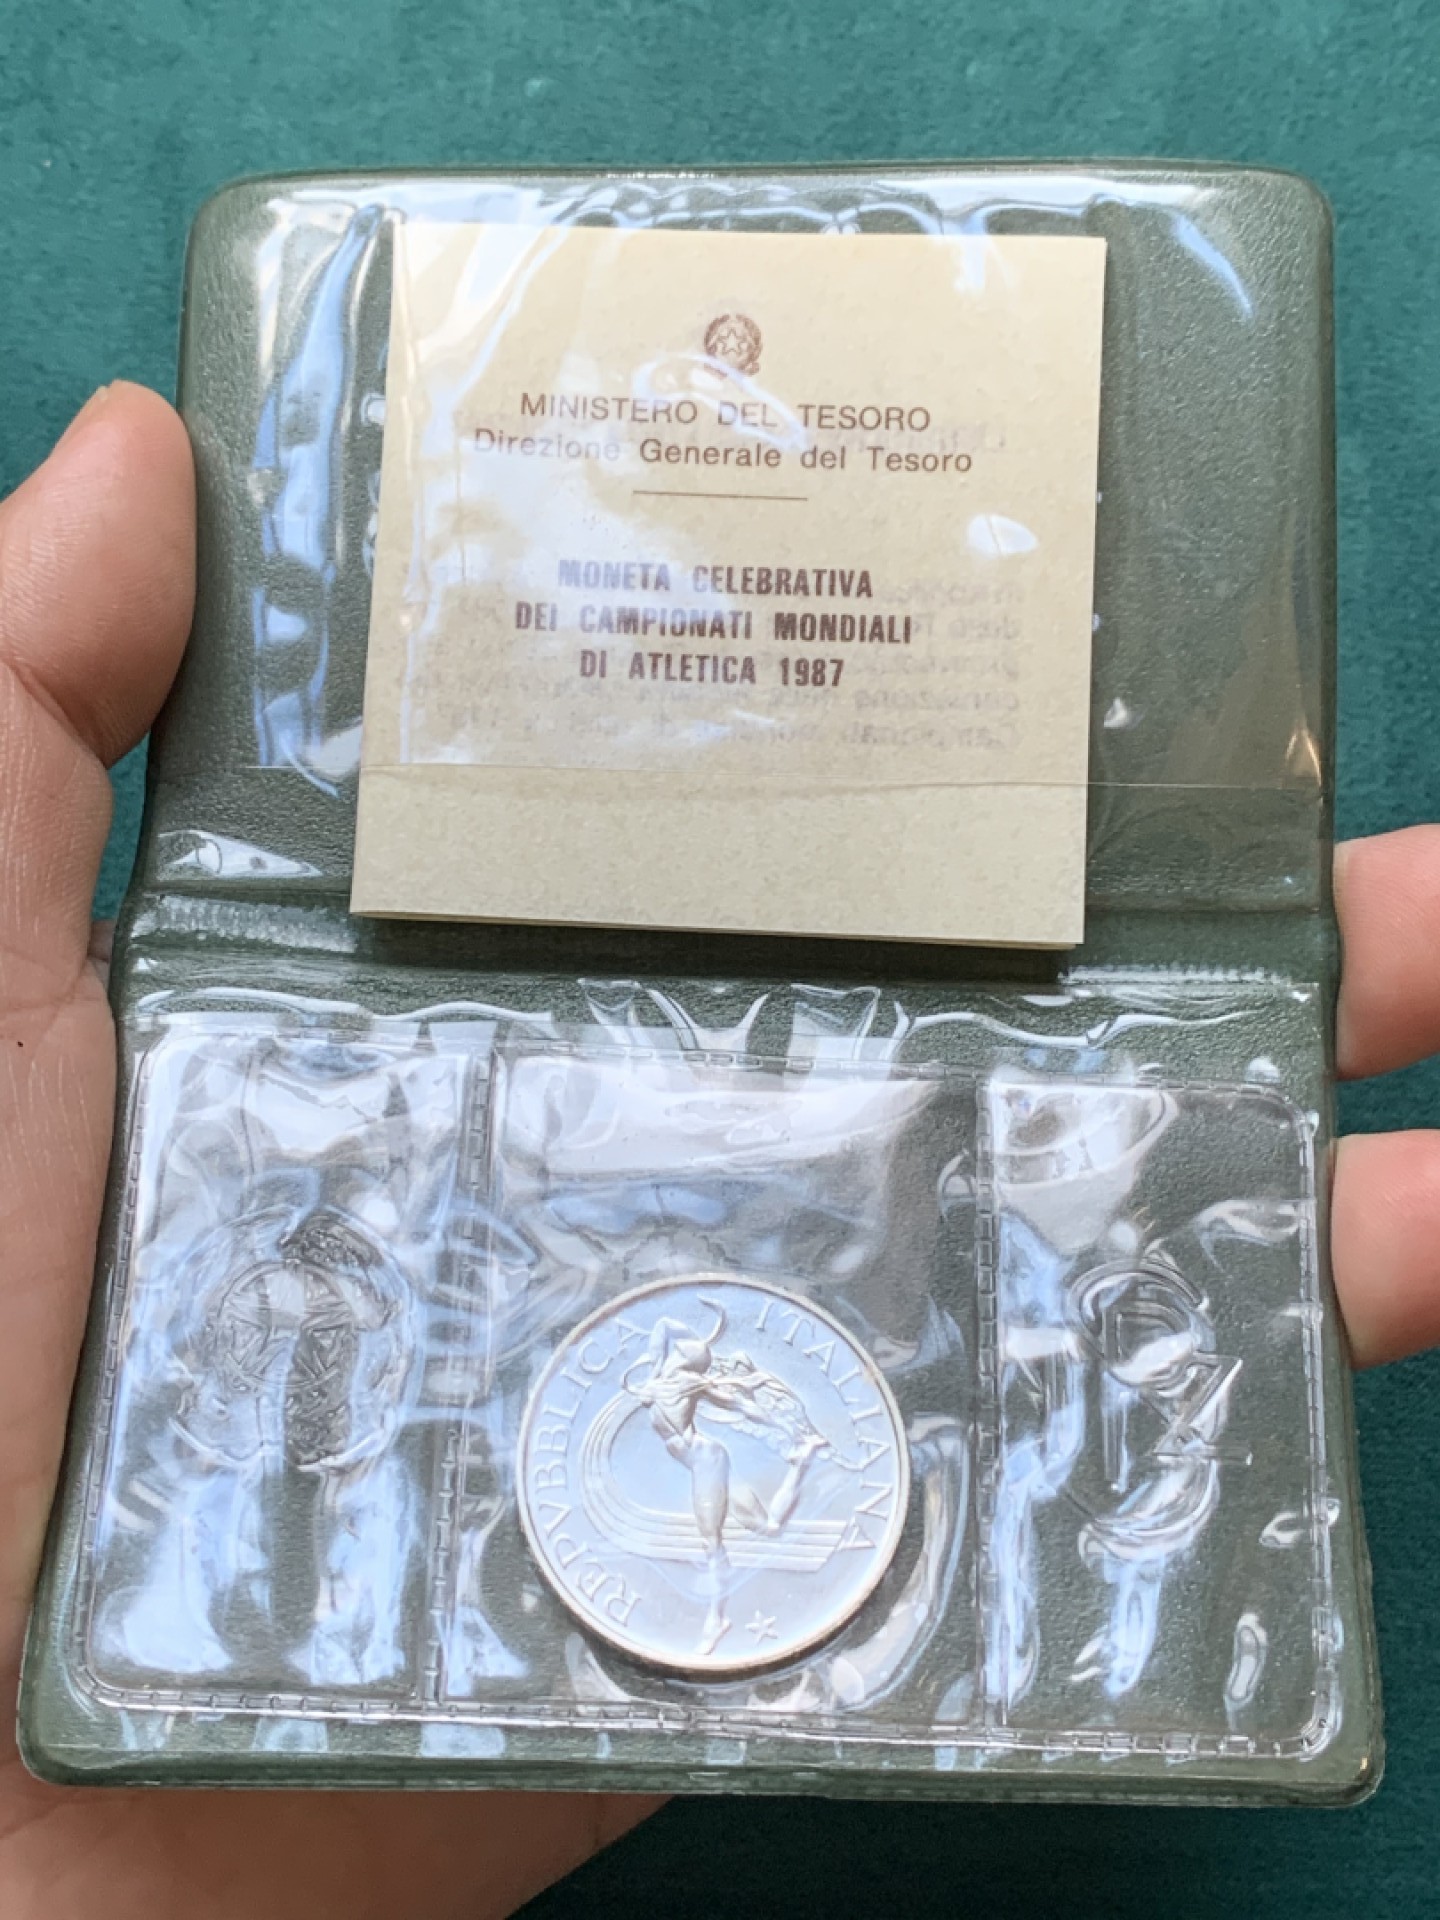 MINISTERO DEL TESORO
Direzione Generale del Tesoro
MONETA CELEBRATIVA
DEI CAMPIONATI MONDIALI
DI ATLETICA 1987
REPVBBLICA ITALIANA